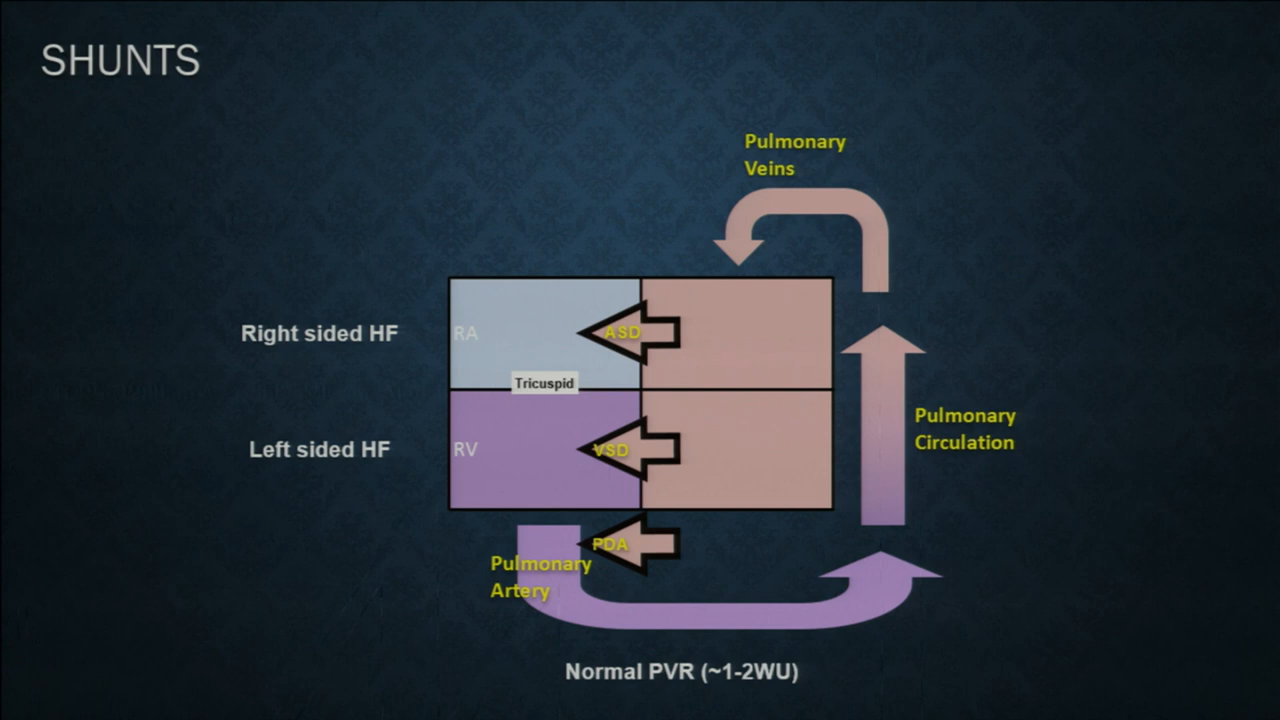 SHUNTS
Pulmonary
Veins
Right sided HF
RA
ASD
Tricuspid
Pulmonary
Circulation
Left sided HF
RV
VSD
PDA
Pulmonary
Artery
Normal PVR (~1-2WU)